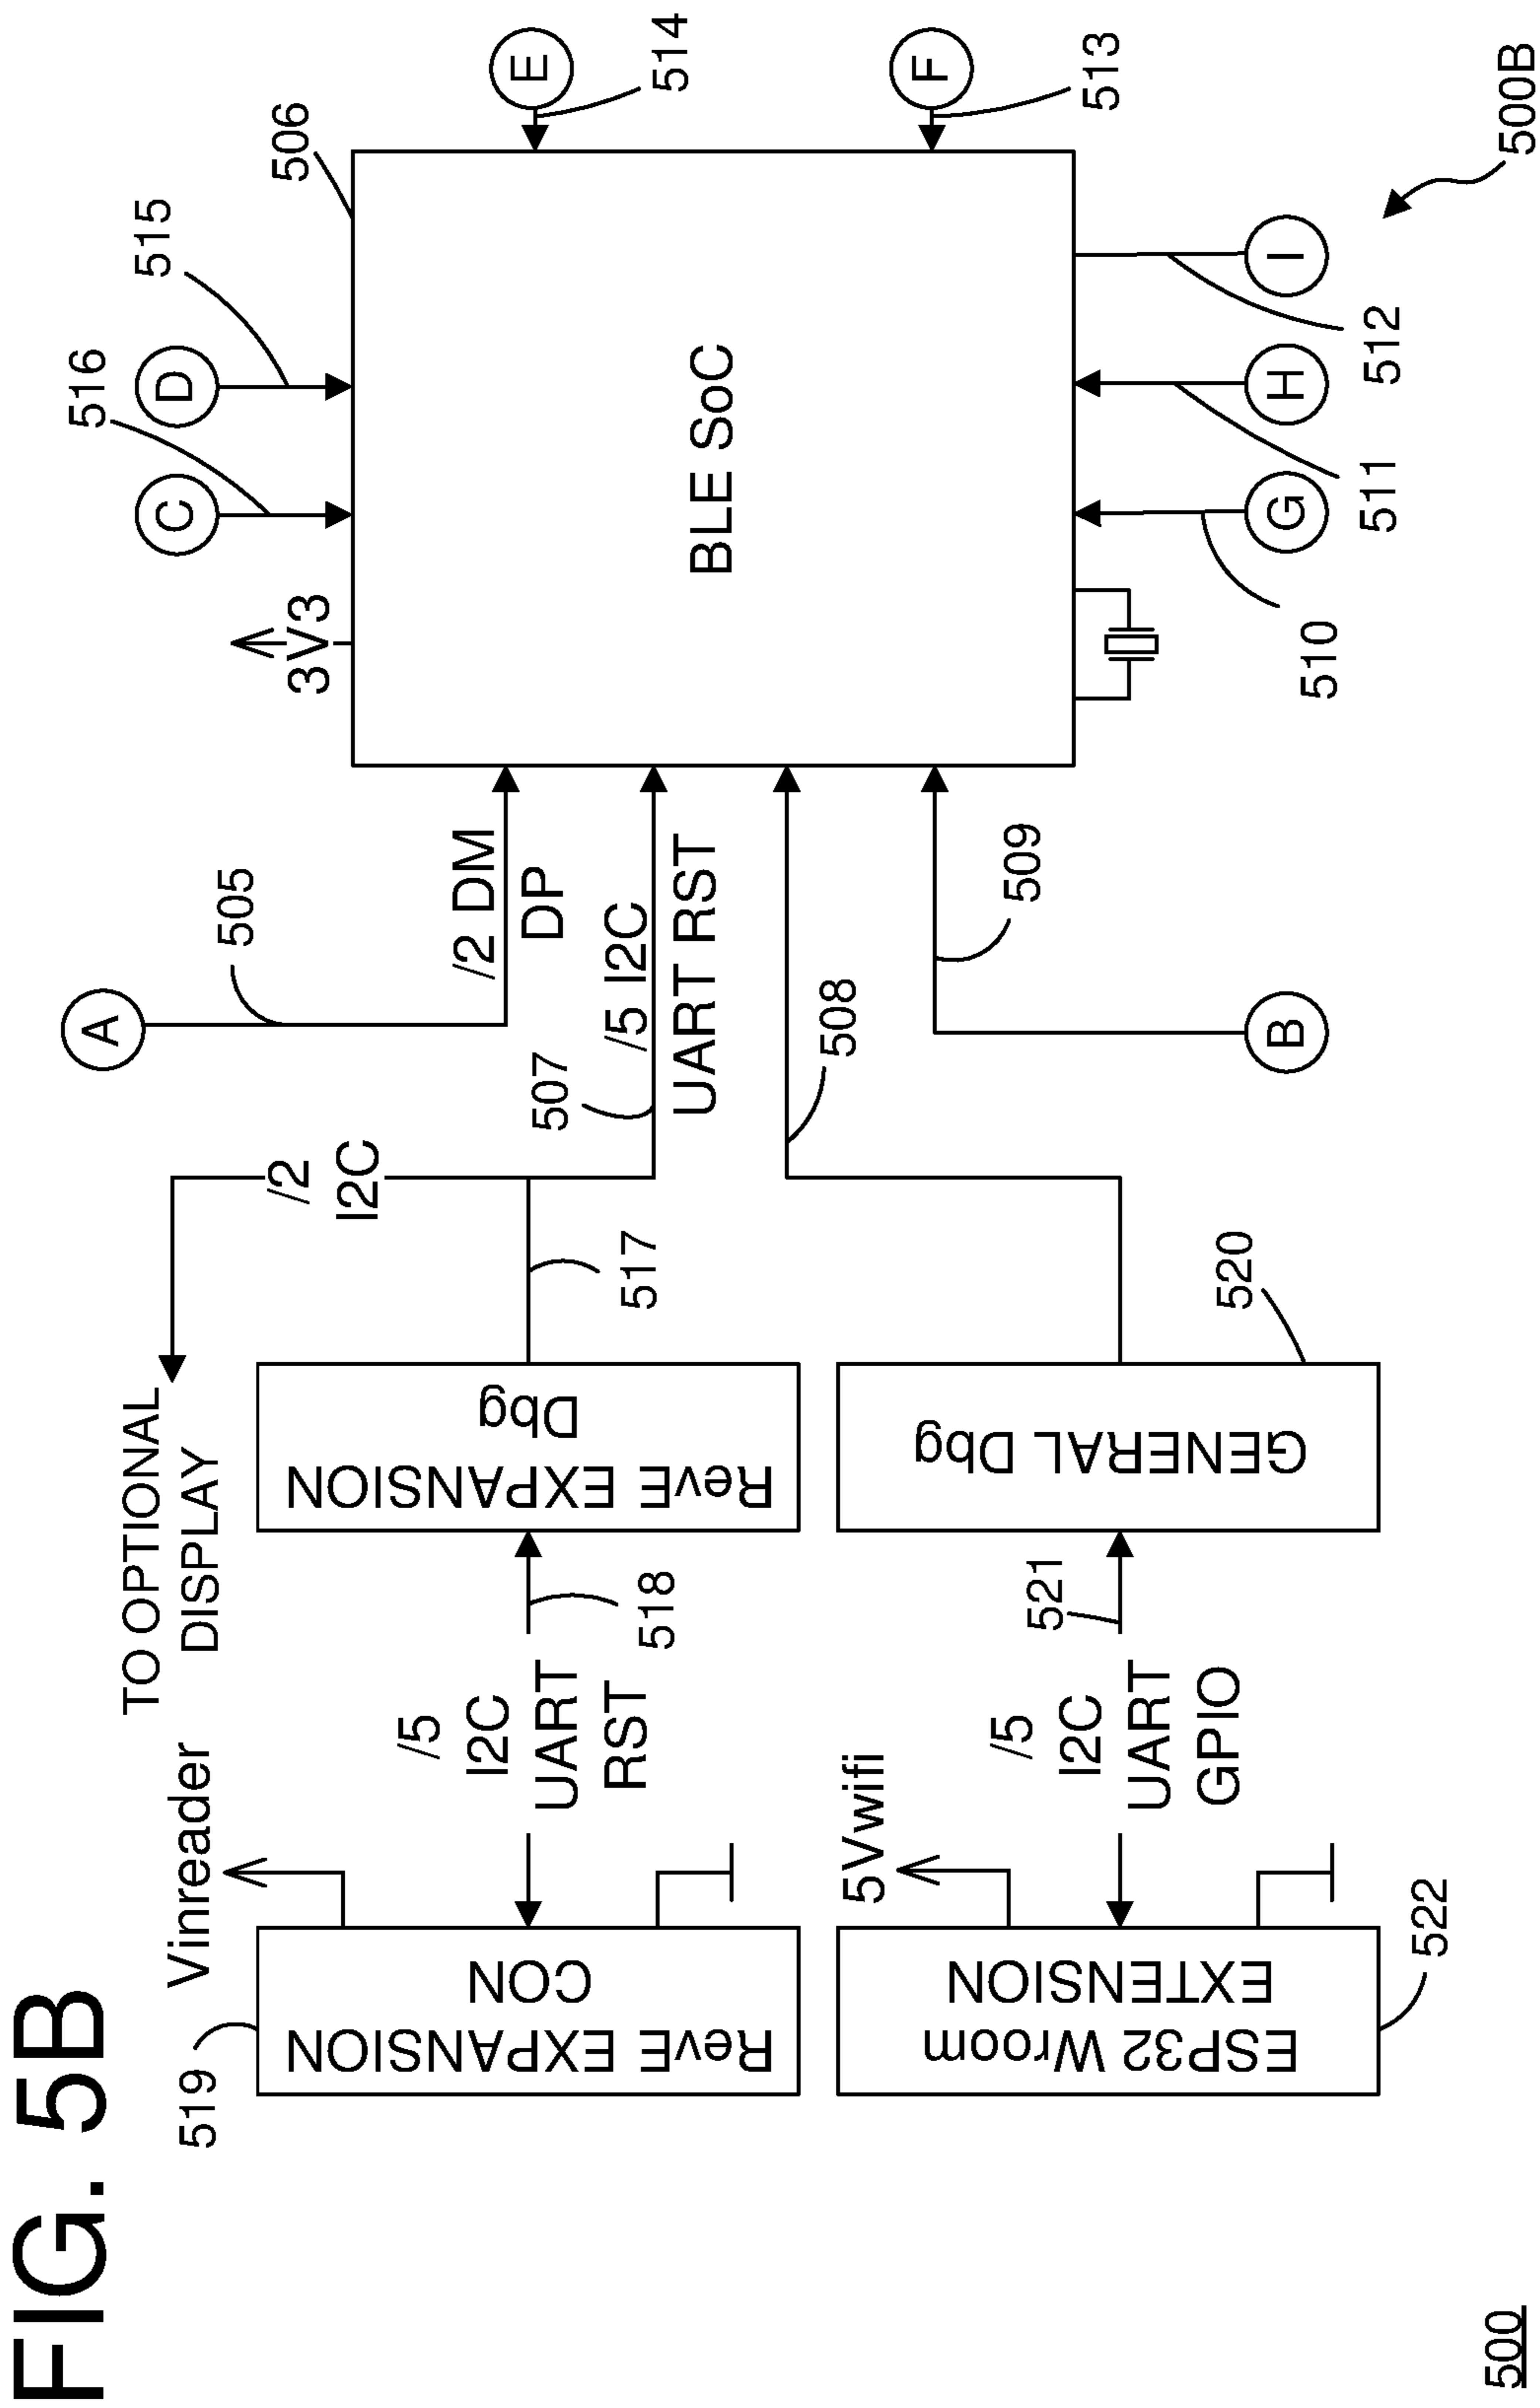 FIG. 5B
A
505
516
C
D
515
TO OPTIONAL
DISPLAY
/2
I2C
3V3
506
/2 DM
DP
E
514
519
Vinreader
Reve EXPANSION
CON
/5
I2C
UART
RST
518
Reve EXPANSION
Dbg
517
507
/5 I2C
UART RST
BLE SoC
508
509
F
513
5Vwifi
ESP32 Wroom
EXTENSION
522
/5
I2C
UART
GPIO
521
GENERAL Dbg
520
B
510
G
511
H
512
I
500
500B